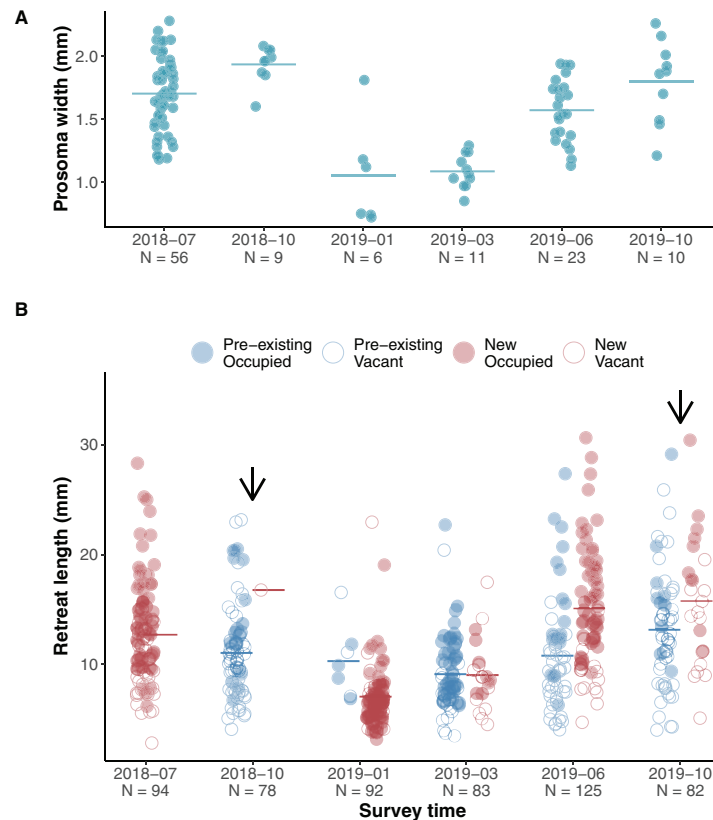 A
Prosoma width (mm)
2.0
1.5
1.0
2018–07 2018–10 2019–01 2019–03 2019–06 2019–10
N = 56 N = 9 N = 6 N = 11 N = 23 N = 10
B
Pre−existing Pre−existing New New
Occupied Vacant Occupied Vacant
Retreat length (mm)
30
20
10
2018–07 2018–10 2019–01 2019–03 2019–06 2019–10
N = 94 N = 78 N = 92 N = 83 N = 125 N = 82
Survey time